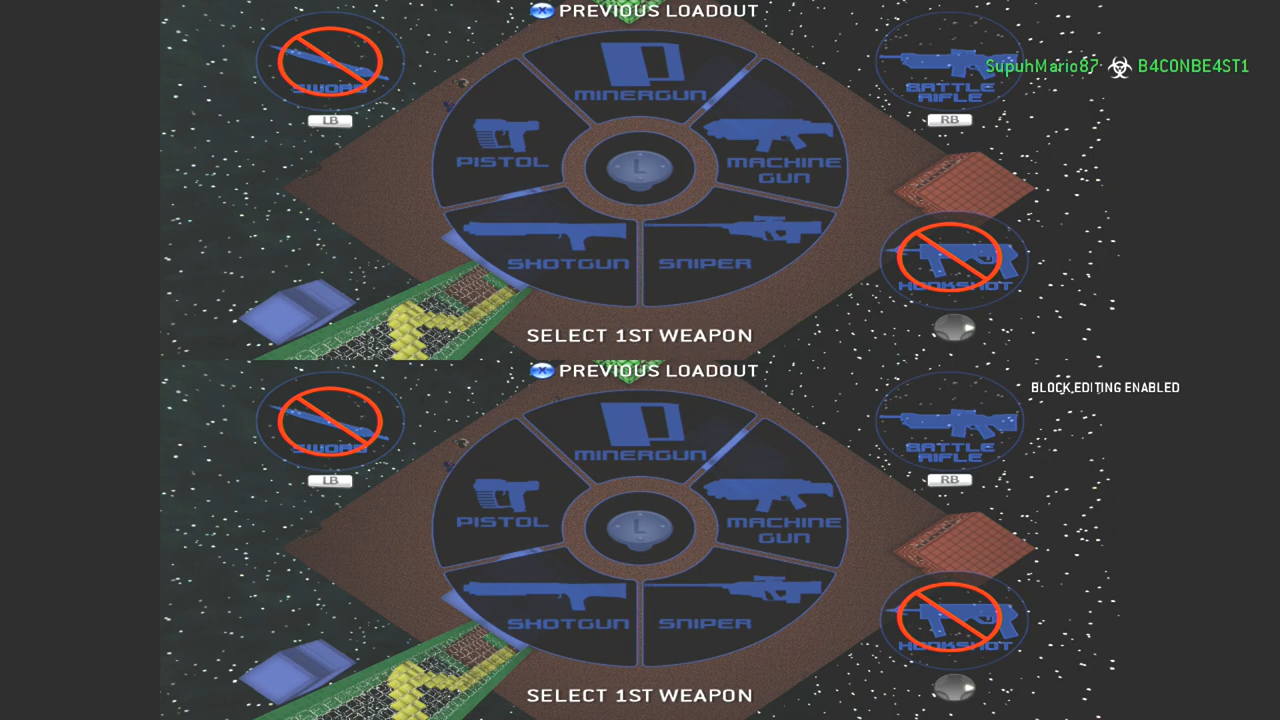 PREVIOUS LOADOUT
SWORD
LB
MINERGUN
BATTLE
RIFLE
RB
SupuhMario87 B4C0NBE4ST1
PISTOL
L
MACHINE
GUN
SHOTGUN
SNIPER
HOOKSHOT
SELECT 1ST WEAPON
PREVIOUS LOADOUT
BLOCK EDITING ENABLED
SWORD
LB
MINERGUN
BATTLE
RIFLE
RB
PISTOL
L
MACHINE
GUN
SHOTGUN
SNIPER
HOOKSHOT
SELECT 1ST WEAPON